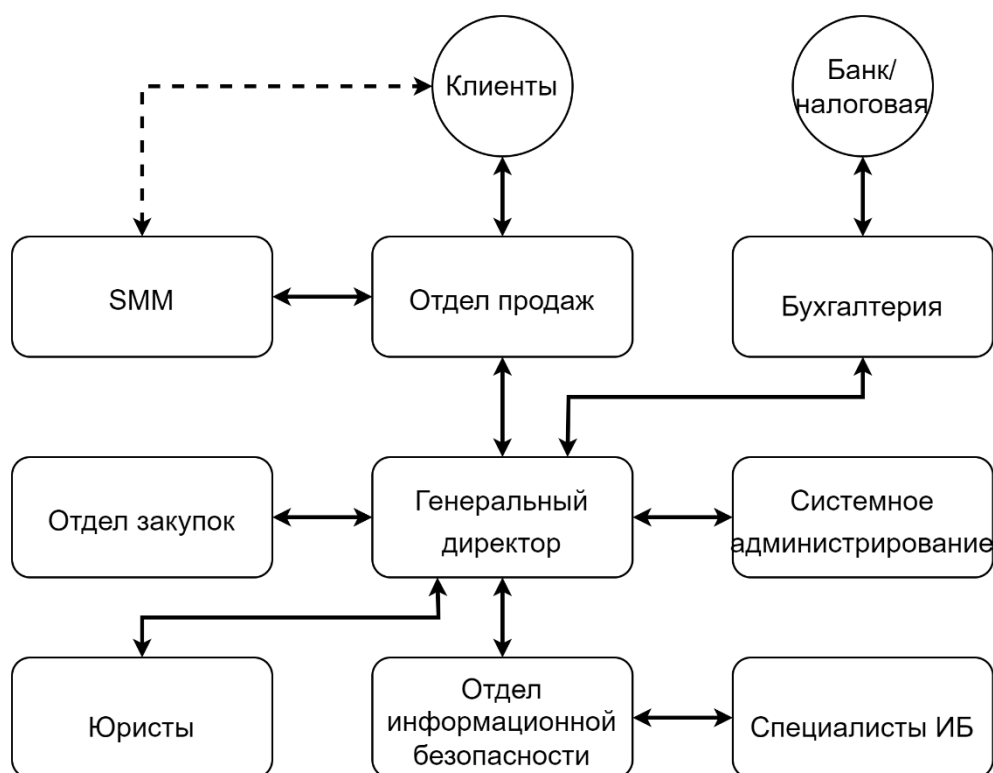 Клиенты
Банк/
налоговая
SMM
Отдел продаж
Бухгалтерия
Отдел закупок
Генеральный
директор
Системное
администрирование
Юристы
Отдел
информационной
безопасности
Специалисты ИБ